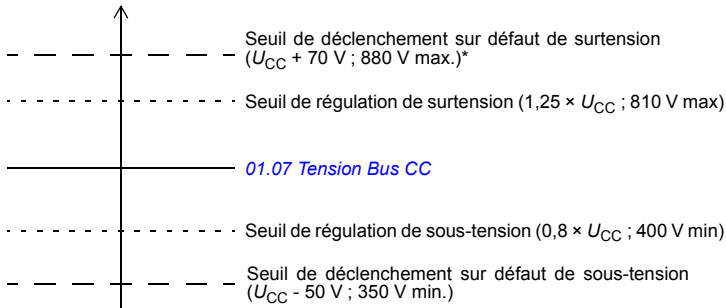 Seuil de déclenchement sur défaut de surtension
(UCC + 70 V ; 880 V max.)*
Seuil de régulation de surtension (1,25 × UCC ; 810 V max)
01.07 Tension Bus CC
Seuil de régulation de sous-tension (0,8 × UCC ; 400 V min)
Seuil de déclenchement sur défaut de sous-tension
(UCC - 50 V ; 350 V min.)